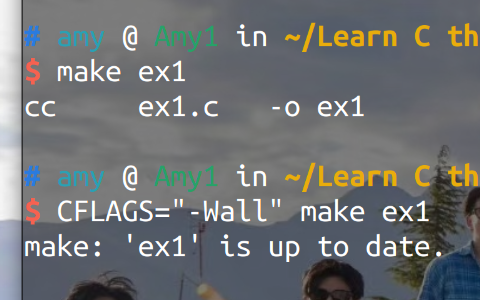 # amy @ Amy1 in ~/Learn C th
$ make ex1
cc     ex1.c   -o ex1
# amy @ Amy1 in ~/Learn C th
$ CFLAGS="-Wall" make ex1
make: 'ex1' is up to date.